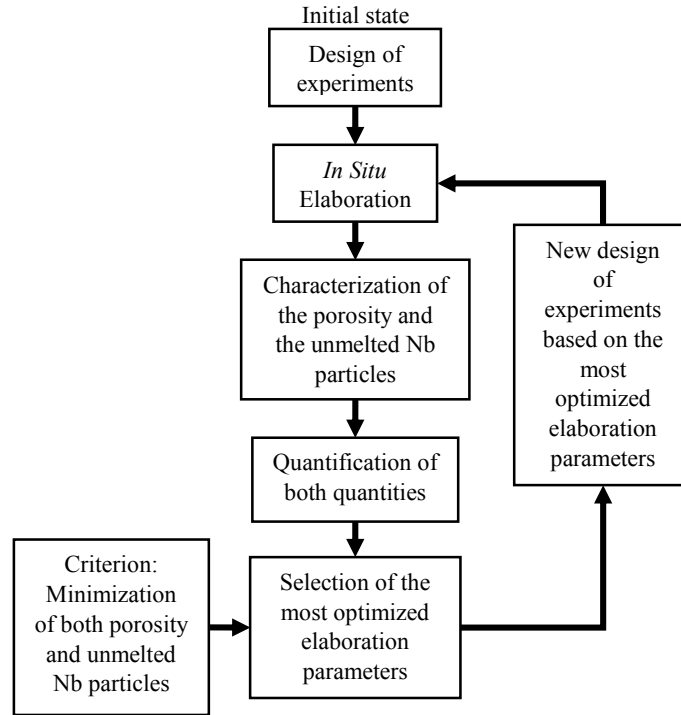 Initial state
Design of
experiments
In Situ
Elaboration
Characterization of
the porosity and
the unmelted Nb
particles
Quantification of
both quantities
Criterion:
Minimization
of both porosity
and unmelted
Nb particles
Selection of the
most optimized
elaboration
parameters
New design
of
experiments
based on the
most
optimized
elaboration
parameters